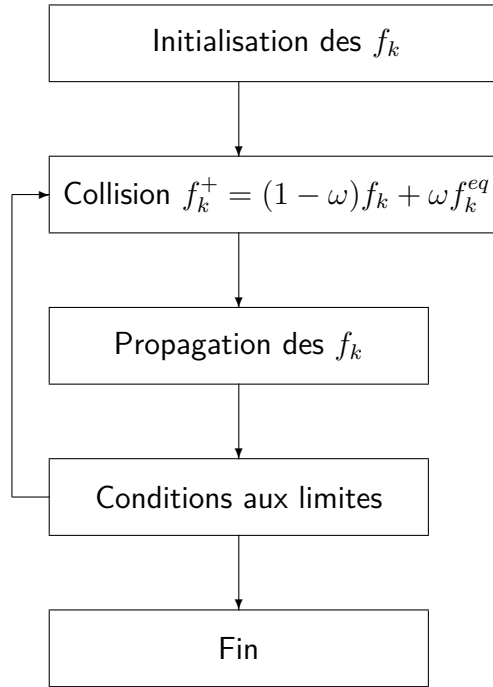 Initialisation des $f_k$
Collision $f_k^+ = (1 - \omega)f_k + \omega f_k^{eq}$
Propagation des $f_k$
Conditions aux limites
Fin